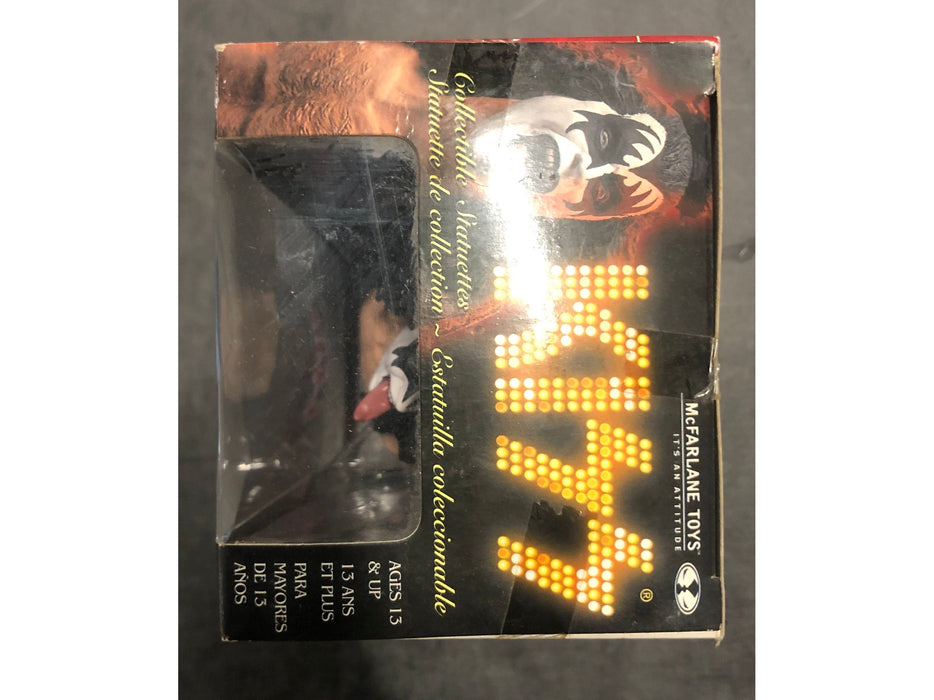 McFARLANE TOYS™
IT'S AN ATTITUDE
KISS®
Collectible Statuettes
Statuette de collection ~ Estatuilla coleccionable
AGES 13
& UP
13 ANS
ET PLUS
PARA
MAYORES
DE 13
AÑOS